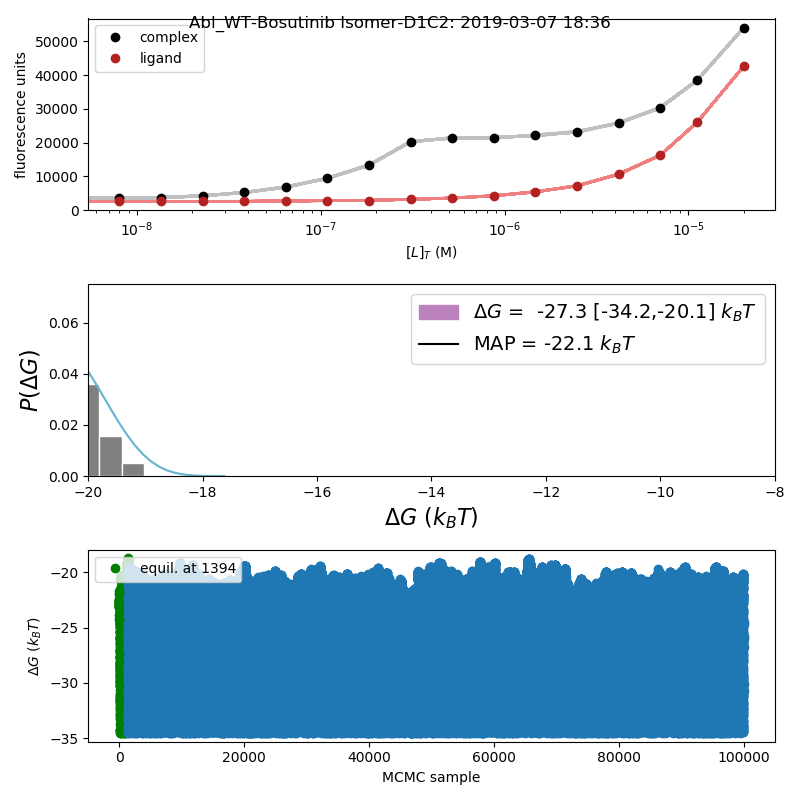 Abl_WT-Bosutinib Isomer-D1C2: 2019-03-07 18:36
complex
ligand
fluorescence units
50000
40000
30000
20000
10000
0
10⁻⁸
10⁻⁷
10⁻⁶
10⁻⁵
[L]_T (M)
ΔG = -27.3 [-34.2,-20.1] k_BT
MAP = -22.1 k_BT
P(ΔG)
0.06
0.04
0.02
0.00
−20
−18
−16
−14
−12
−10
−8
ΔG (k_BT)
equil. at 1394
ΔG (k_BT)
−20
−25
−30
−35
0
20000
40000
60000
80000
100000
MCMC sample